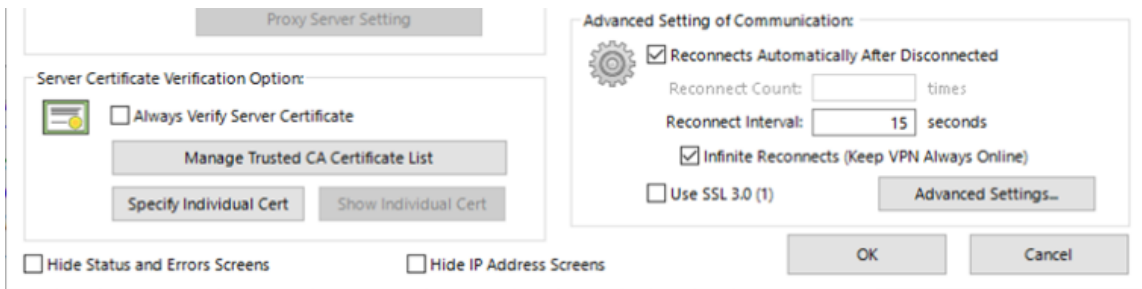 Proxy Server Setting
Server Certificate Verification Option:
Always Verify Server Certificate
Manage Trusted CA Certificate List
Specify Individual Cert
Show Individual Cert
Hide Status and Errors Screens
Hide IP Address Screens
Advanced Setting of Communication:
Reconnects Automatically After Disconnected
Reconnect Count: times
Reconnect Interval: 15 seconds
Infinite Reconnects (Keep VPN Always Online)
Use SSL 3.0 (1)
Advanced Settings...
OK
Cancel